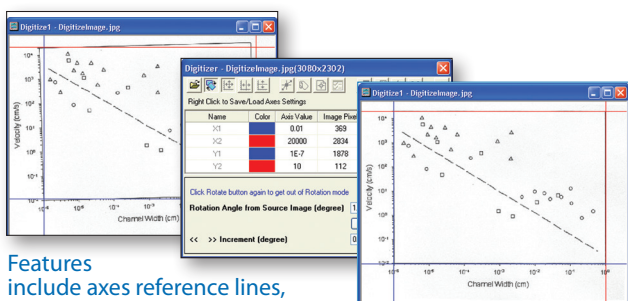 Digitize1 - DigitizeImage.jpg
Velocity (cm/s)
Channel Width (cm)
Digitizer - DigitizeImage.jpg(3080x2302)
Right Click to Save/Load Axes Settings
Name Color Axis Value Image Pixel
X1 0.01 369
X2 20000 2834
Y1 1E-7 1878
Y2 10 112
Click Rotate button again to get out of Rotation mode
Rotation Angle from Source Image (degree)
<< >> Increment (degree)
Digitize1 - DigitizeImage.jpg
Velocity (cm/s)
Channel Width (cm)
Features
include axes reference lines,